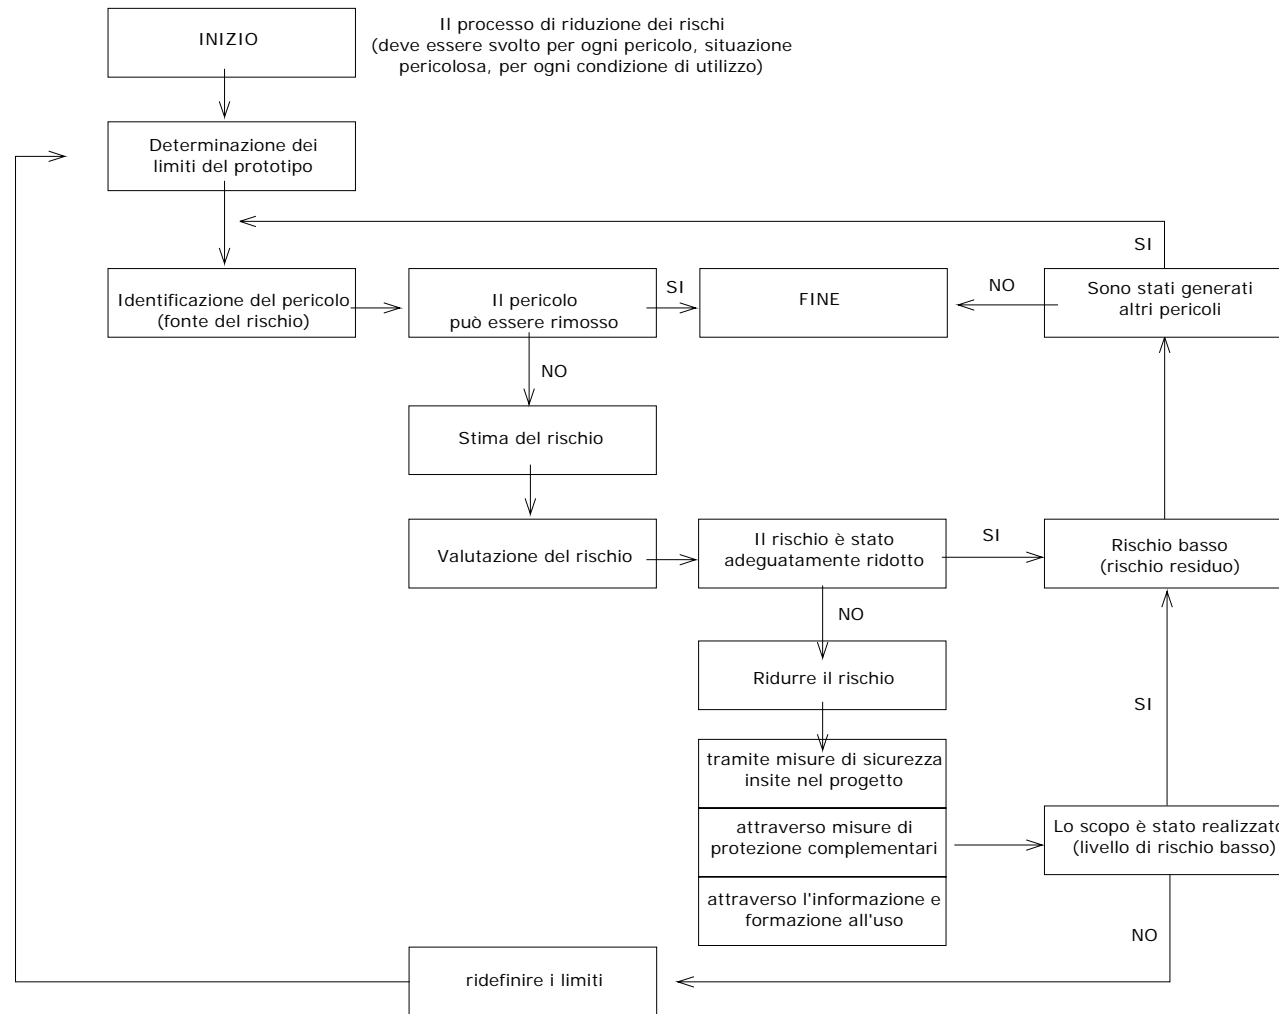 INIZIO
Il processo di riduzione dei rischi
(deve essere svolto per ogni pericolo, situazione
pericolosa, per ogni condizione di utilizzo)
Determinazione dei
limiti del prototipo
SI
Identificazione del pericolo
(fonte del rischio)
Il pericolo
può essere rimosso
SI
FINE
NO
Sono stati generati
altri pericoli
NO
Stima del rischio
Valutazione del rischio
Il rischio è stato
adeguatamente ridotto
SI
Rischio basso
(rischio residuo)
NO
Ridurre il rischio
SI
tramite misure di sicurezza
insite nel progetto
attraverso misure di
protezione complementari
Lo scopo è stato realizzato
(livello di rischio basso)
attraverso l'informazione e
formazione all'uso
NO
ridefinire i limiti